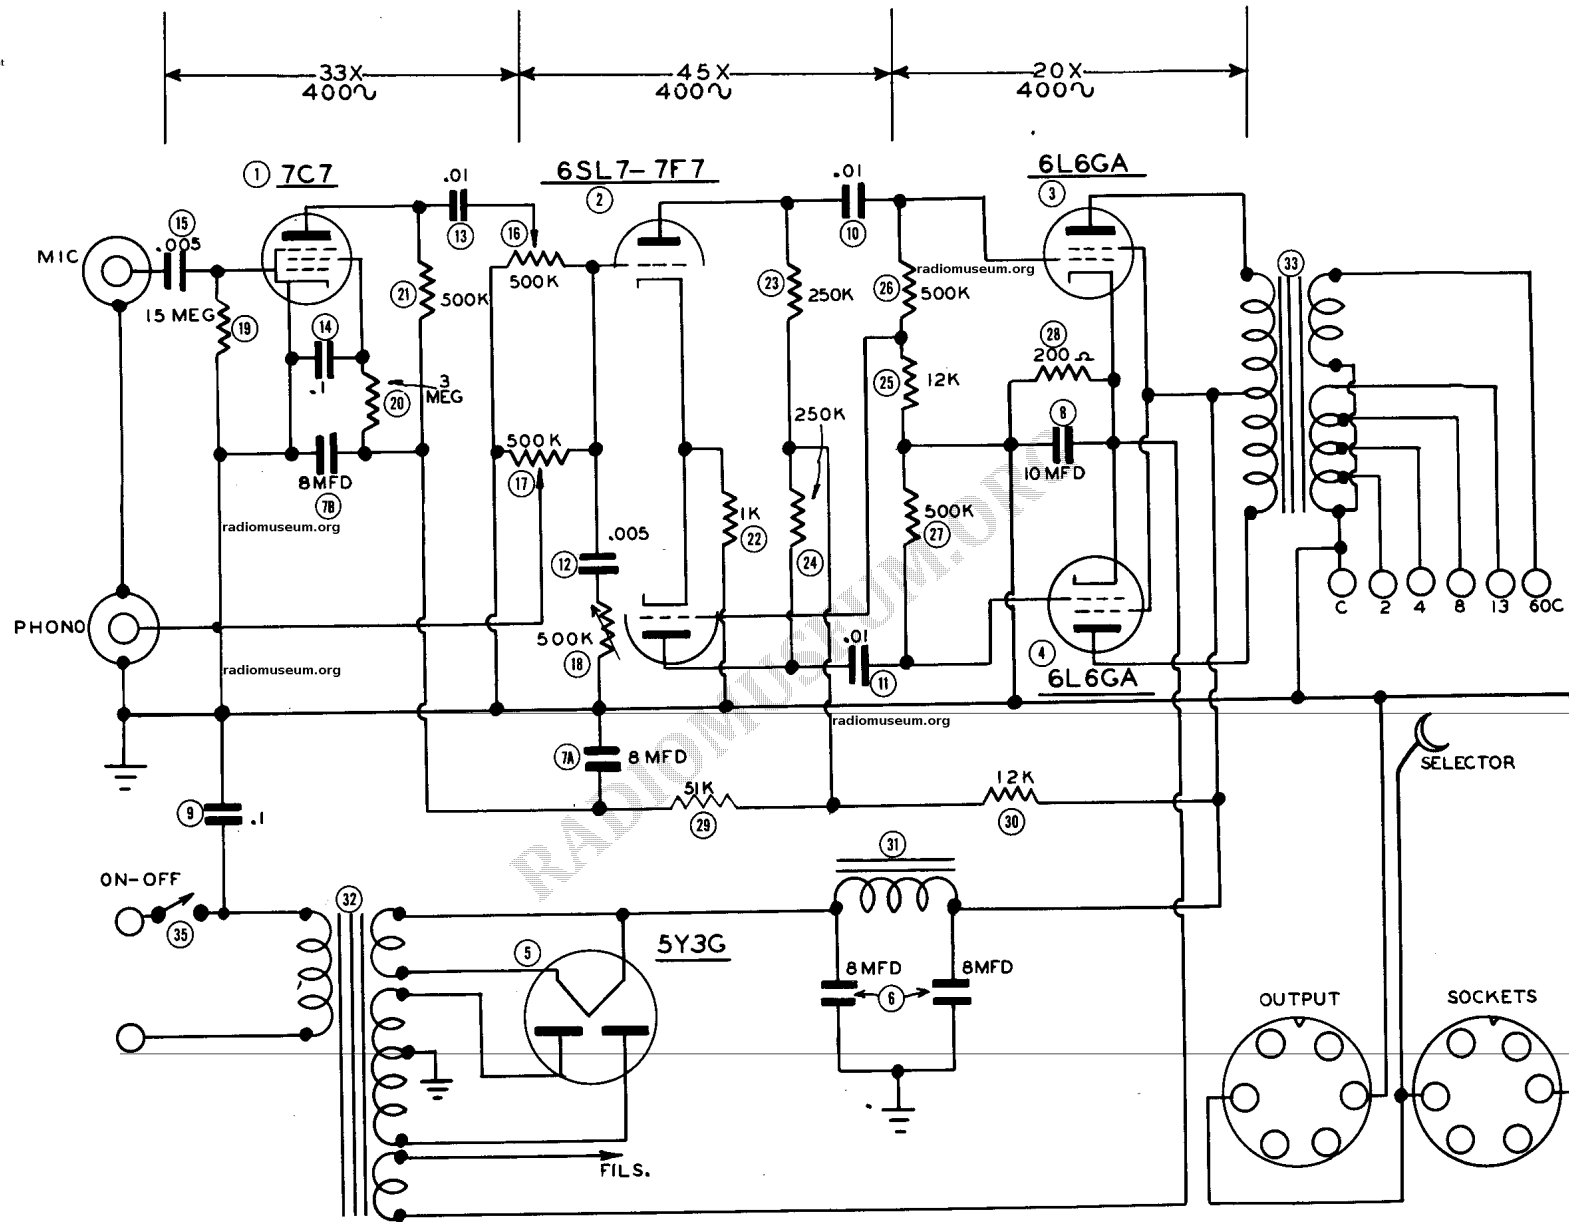 33X
400∿
45X
400∿
20X
400∿
1 7C7
.01
6SL7-7F7
2
.01
6L6GA
3
15
.005
13
16
10
MIC
500K
radiomuseum.org
33
15 MEG
19
14
21
500K
23
250K
26
500K
28
200 Ω
.1
3
MEG
20
25
12K
250K
8
500K
17
10 MFD
8 MFD
7B
1K
22
500K
27
radiomuseum.org
.005
12
24
C
2
4
8
13
60C
PHONO
500K
18
.01
11
4
6L6GA
radiomuseum.org
RADIOMUSEUM.ORG
radiomuseum.org
7A
8 MFD
SELECTOR
9
.1
51K
29
12K
30
31
ON-OFF
35
32
5
5Y3G
8MFD
6
8MFD
OUTPUT
SOCKETS
FILS.